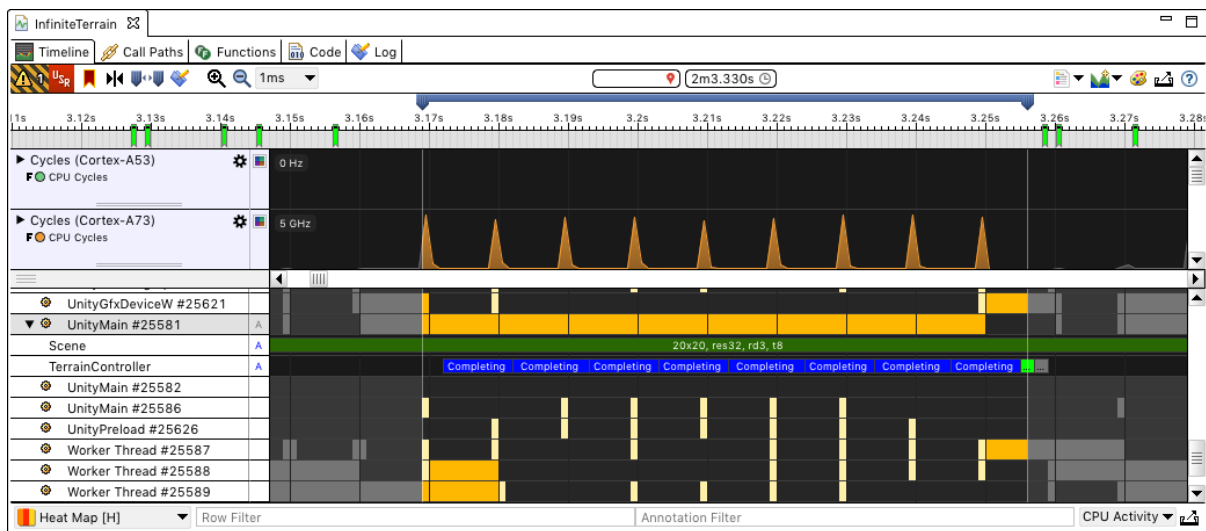 InfiniteTerrain
Timeline Call Paths Functions Code Log
1 USR 1ms 2m3.330s
1s 3.12s 3.13s 3.14s 3.15s 3.16s 3.17s 3.18s 3.19s 3.2s 3.21s 3.22s 3.23s 3.24s 3.25s 3.26s 3.27s 3.28s
Cycles (Cortex-A53) 0 Hz
F CPU Cycles
Cycles (Cortex-A73) 5 GHz
F CPU Cycles
UnityGfxDeviceW #25621
UnityMain #25581 A
Scene A 20x20, res32, rd3, t8
TerrainController A Completing Completing Completing Completing Completing Completing Completing Completing ... ...
UnityMain #25582
UnityMain #25586
UnityPreload #25626
Worker Thread #25587
Worker Thread #25588
Worker Thread #25589
Heat Map [H] Row Filter Annotation Filter CPU Activity